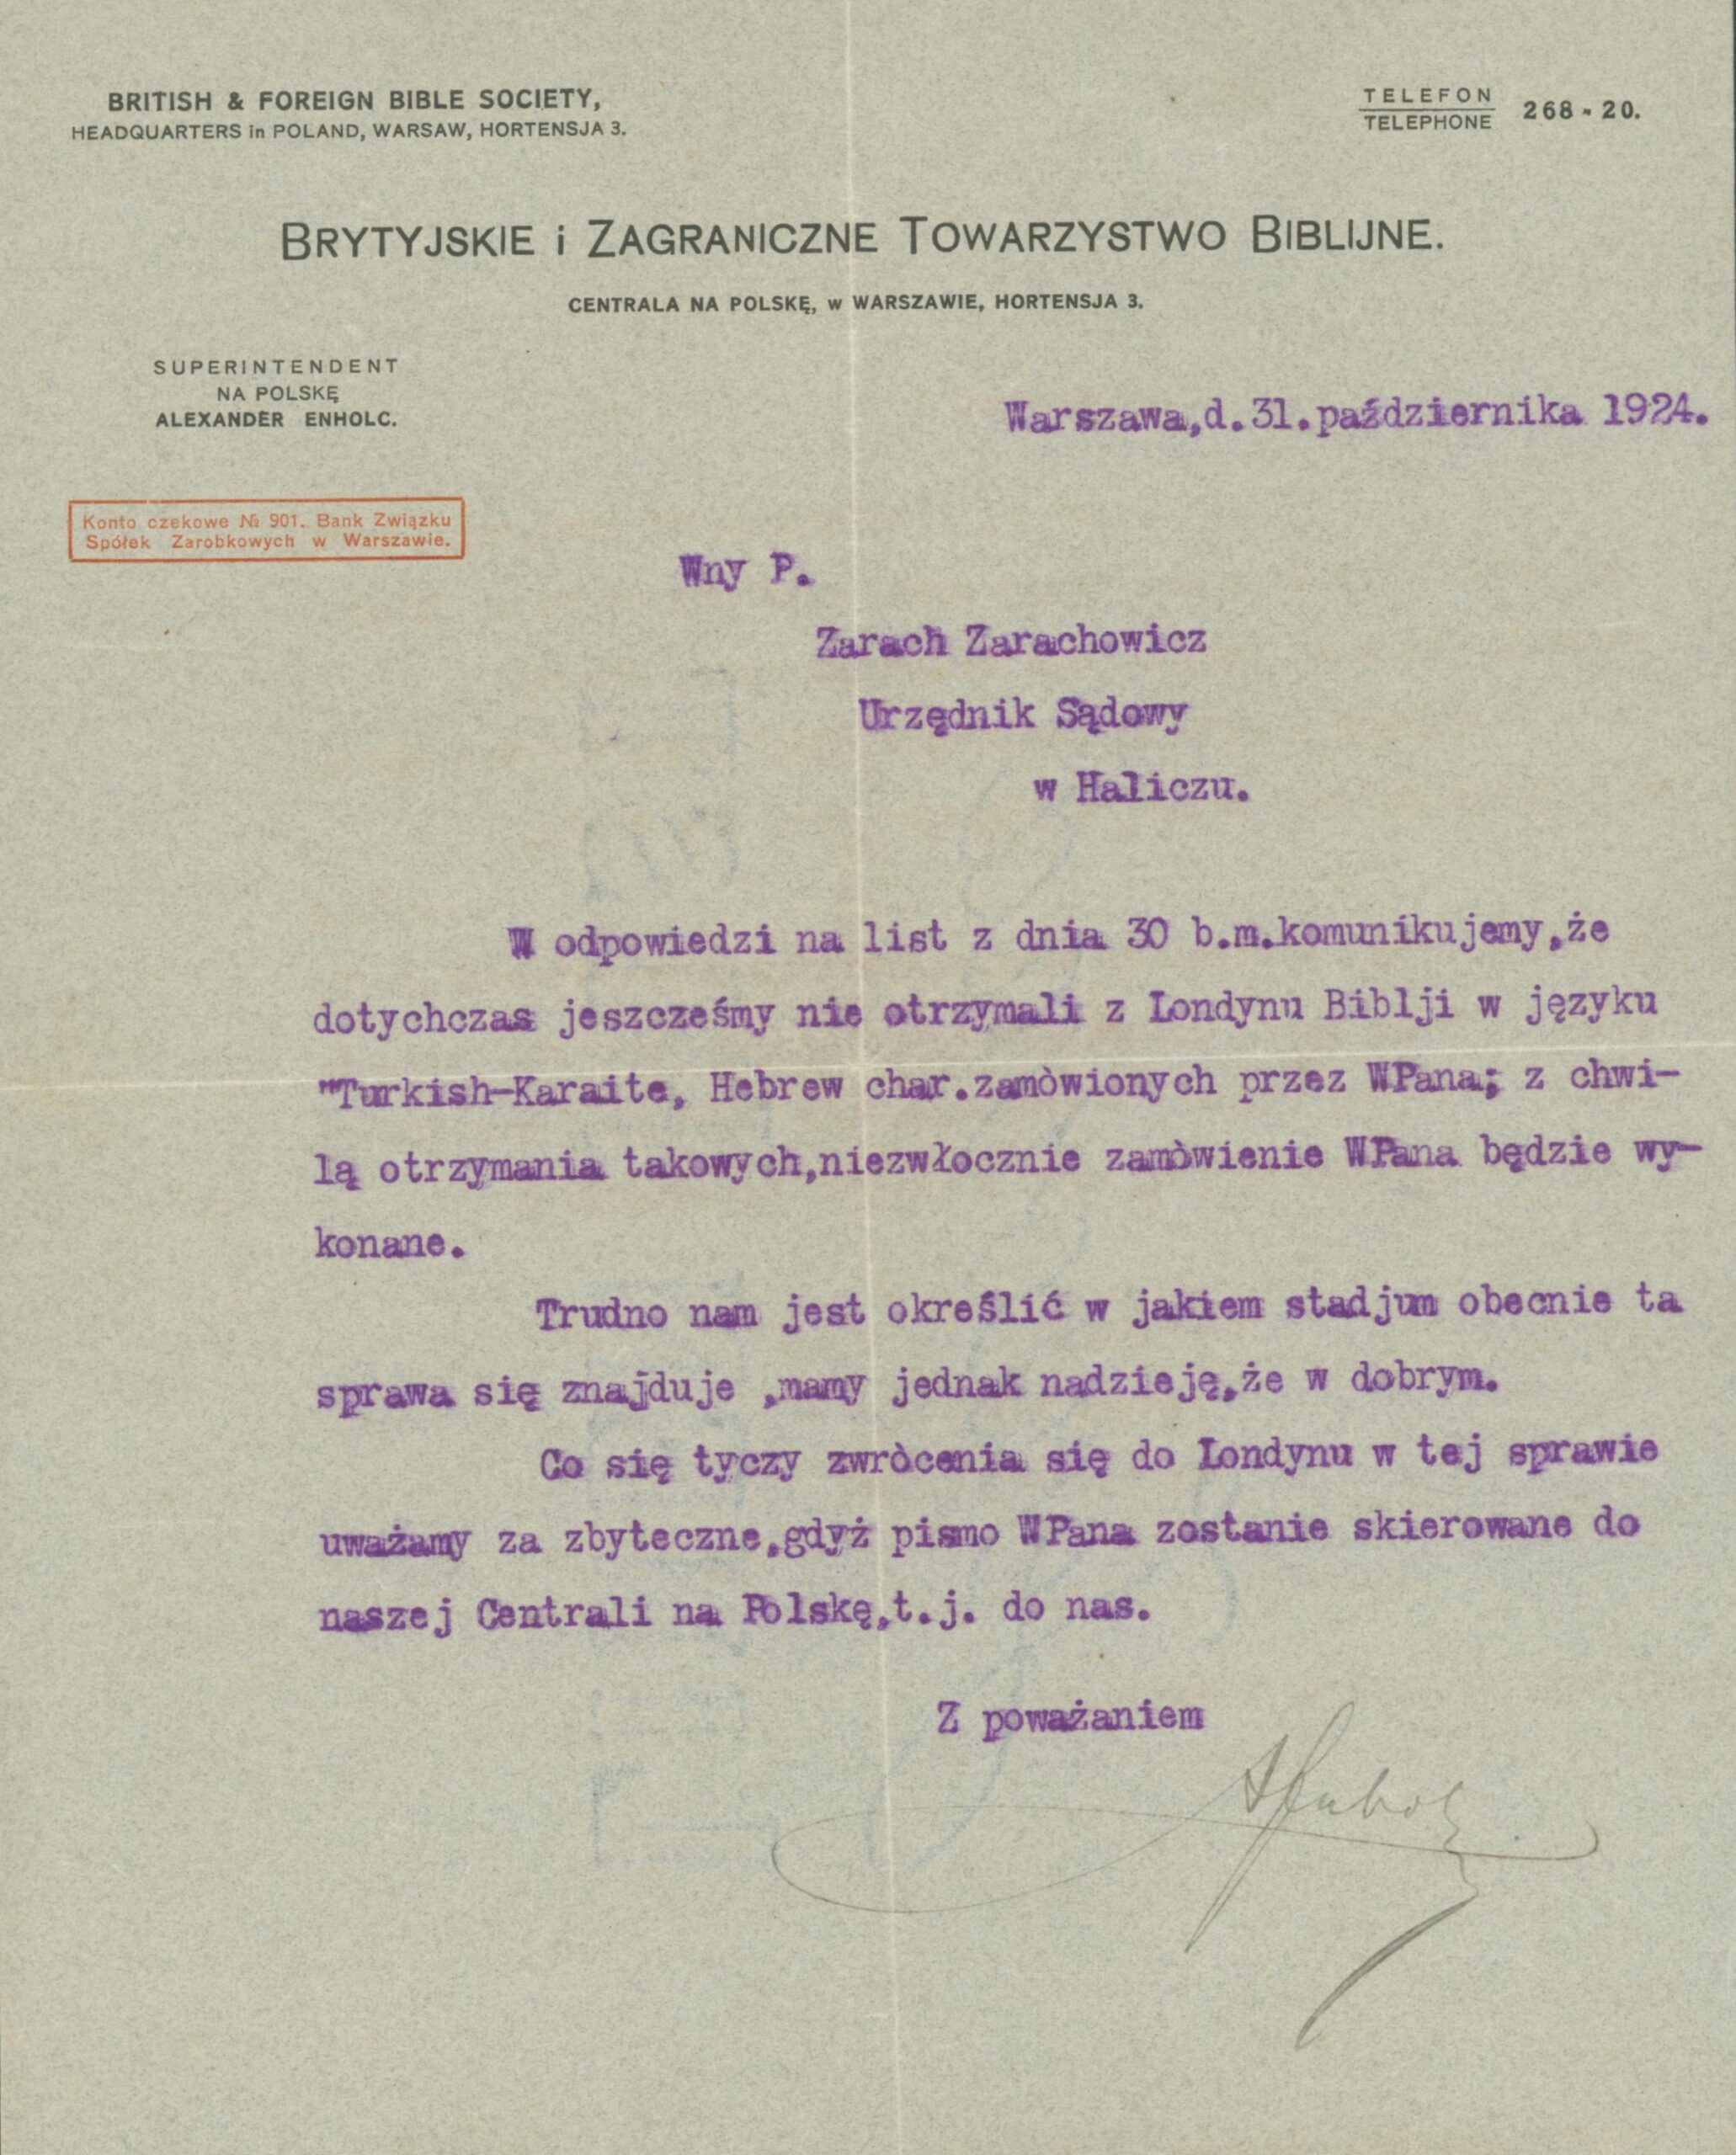 BRITISH & FOREIGN BIBLE SOCIETY,
HEADQUARTERS in POLAND, WARSAW, HORTENSJA 3.
TELEFON
TELEPHONE 268-20.
BRYTYJSKIE i ZAGRANICZNE TOWARZYSTWO BIBLIJNE.
CENTRALA NA POLSKĘ, w WARSZAWIE, HORTENSJA 3.
SUPERINTENDENT
NA POLSKĘ
ALEXANDER ENHOLC.
Warszawa,d.31.października 1924.
Konto czekowe № 901. Bank Związku
Spółek Zarobkowych w Warszawie.
Wny P.
Zarach Zarachowicz
Urzędnik Sądowy
w Haliczu.
W odpowiedzi na list z dnia 30 b.m.komunikujemy,że
dotychczas jeszcześmy nie otrzymali z Londynu Biblji w języku
"Turkish-Karaite, Hebrew char.zamòwionych przez WPana; z chwi-
lą otrzymania takowych,niezwłocznie zamòwienie WPana będzie wy-
konane.
Trudno nam jest określić w jakiem stadjum obecnie ta
sprawa się znajduje ,mamy jednak nadzieję,że w dobrym.
Co się tyczy zwròcenia się do Londynu w tej sprawie
uważamy za zbyteczne,gdyż pismo WPana zostanie skierowane do
naszej Centrali na Polskę,t.j. do nas.
Z poważaniem
AEnholc